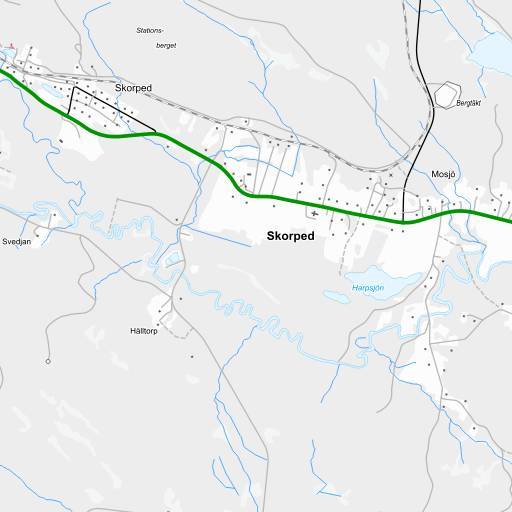 Stations-
berget
Skorped
Bergtäkt
Mosjö
Skorped
Svedjan
Harpsjön
Hälltorp